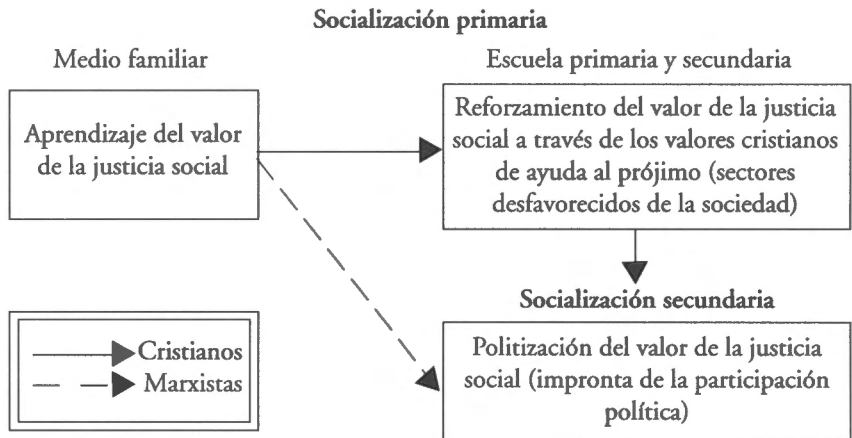 Socialización primaria
Medio familiar
Escuela primaria y secundaria
Aprendizaje del valor
de la justicia social
Reforzamiento del valor de la justicia
social a través de los valores cristianos
de ayuda al prójimo (sectores
desfavorecidos de la sociedad)
Socialización secundaria
Politización del valor de la justicia
social (impronta de la participación
política)
Cristianos
Marxistas